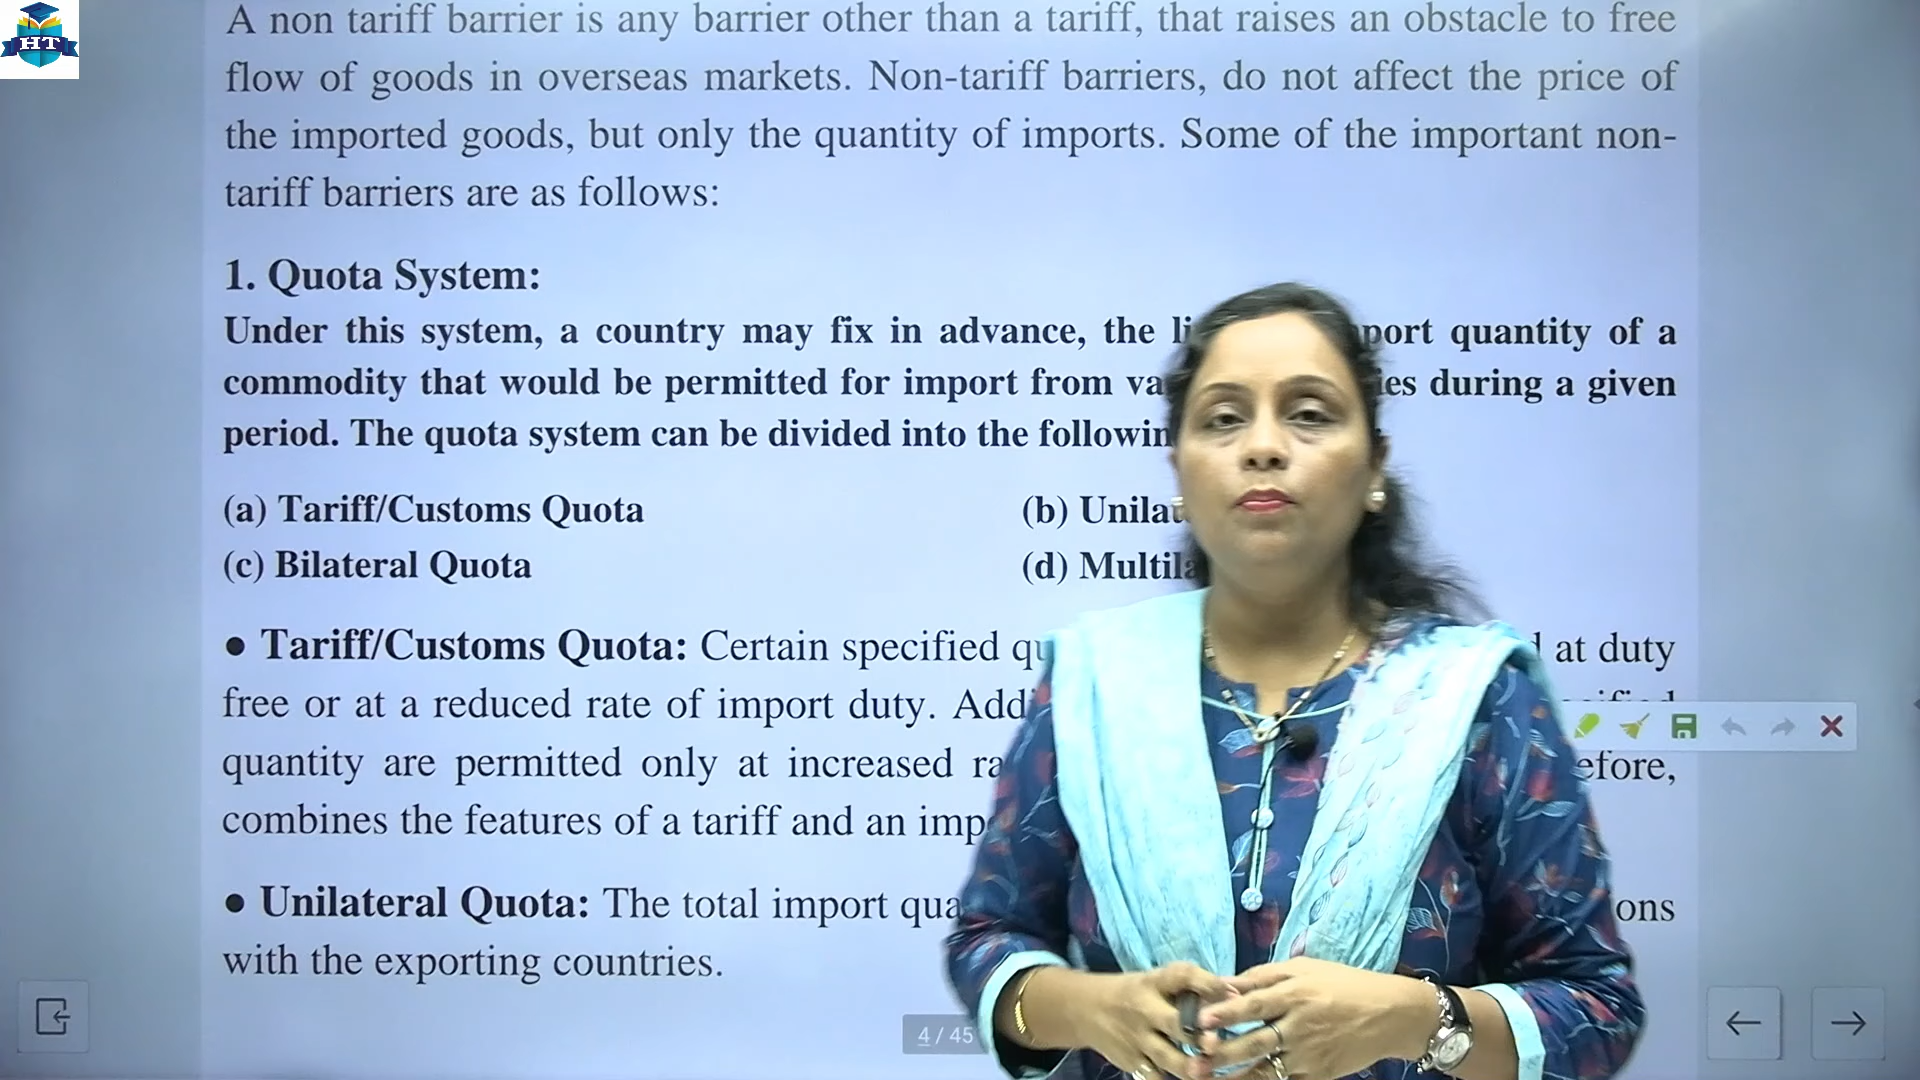 HT
A non tariff barrier is any barrier other than a tariff, that raises an obstacle to free
flow of goods in overseas markets. Non-tariff barriers, do not affect the price of
the imported goods, but only the quantity of imports. Some of the important non-
tariff barriers are as follows:
1. Quota System:
Under this system, a country may fix in advance, the quantity of a
commodity that would be permitted for import from during a given
period. The quota system can be divided into the
(a) Tariff/Customs Quota (b)
(c) Bilateral Quota (d)
● Tariff/Customs Quota: Certain specified at duty
free or at a reduced rate of import duty.
quantity are permitted only at increased
combines the features of a tariff and an
● Unilateral Quota: The total import
with the exporting countries.
4 / 45